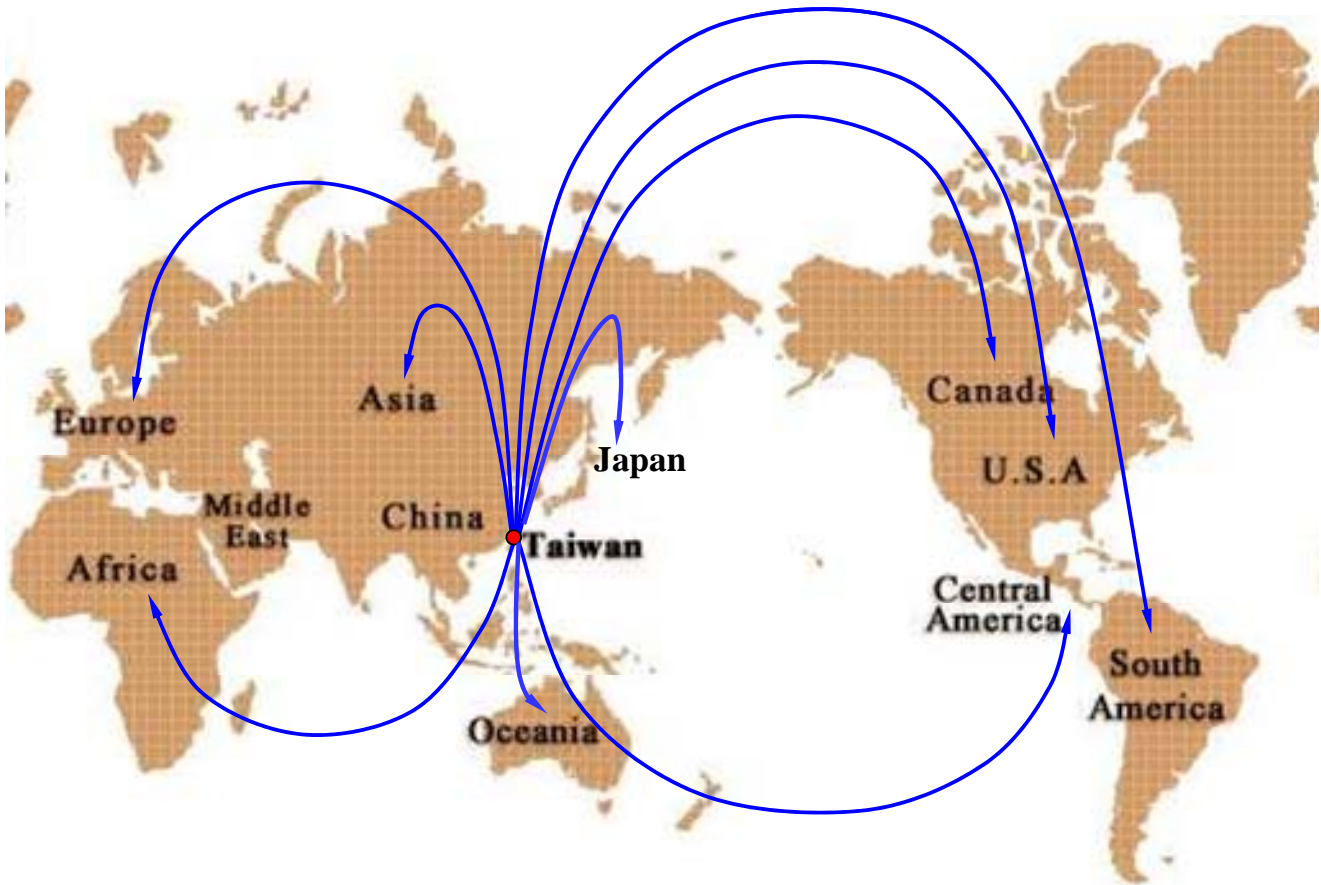 Canada
Asia
Europe
Japan
U.S.A
Middle
East
China
Taiwan
Africa
Central
America
South
America
Oceania